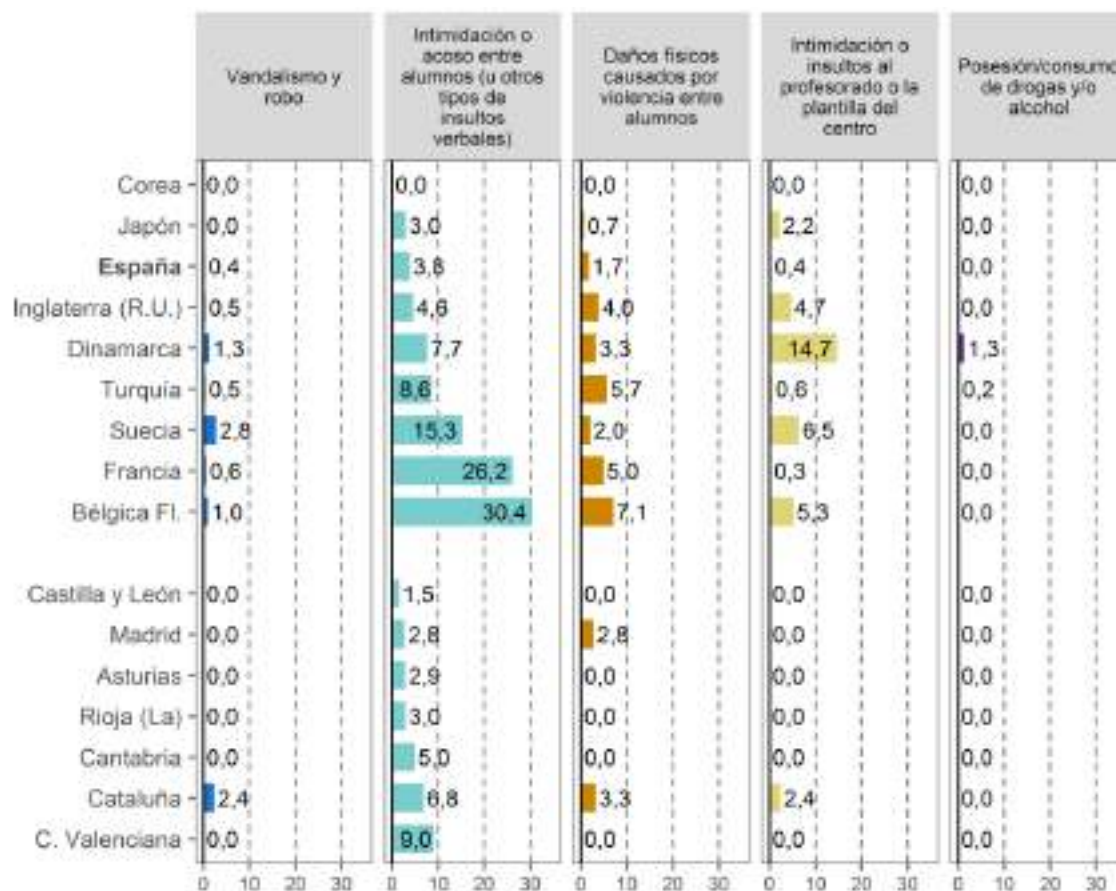 Vandalismo y
robo
Intimidación o
acoso entre
alumnos (u otros
tipos de
insultos
verbales)
Daños físicos
causados por
violencia entre
alumnos
Intimidación o
insultos al
profesorado o la
plantilla del
centro
Posesión/consumo
de drogas y/o
alcohol
Corea 0,0 0,0 0,0 0,0 0,0
Japón 0,0 3,0 0,7 2,2 0,0
España 0,4 3,8 1,7 0,4 0,0
Inglaterra (R.U.) 0,5 4,6 4,0 4,7 0,0
Dinamarca 1,3 7,7 3,3 14,7 1,3
Turquía 0,5 8,6 5,7 0,6 0,2
Suecia 2,8 15,3 2,0 6,5 0,0
Francia 0,6 26,2 5,0 0,3 0,0
Bélgica Fl. 1,0 30,4 7,1 5,3 0,0
Castilla y León 0,0 1,5 0,0 0,0 0,0
Madrid 0,0 2,8 2,8 0,0 0,0
Asturias 0,0 2,9 0,0 0,0 0,0
Rioja (La) 0,0 3,0 0,0 0,0 0,0
Cantabria 0,0 5,0 0,0 0,0 0,0
Cataluña 2,4 6,8 3,3 2,4 0,0
C. Valenciana 0,0 9,0 0,0 0,0 0,0
0 10 20 30 0 10 20 30 0 10 20 30 0 10 20 30 0 10 20 30